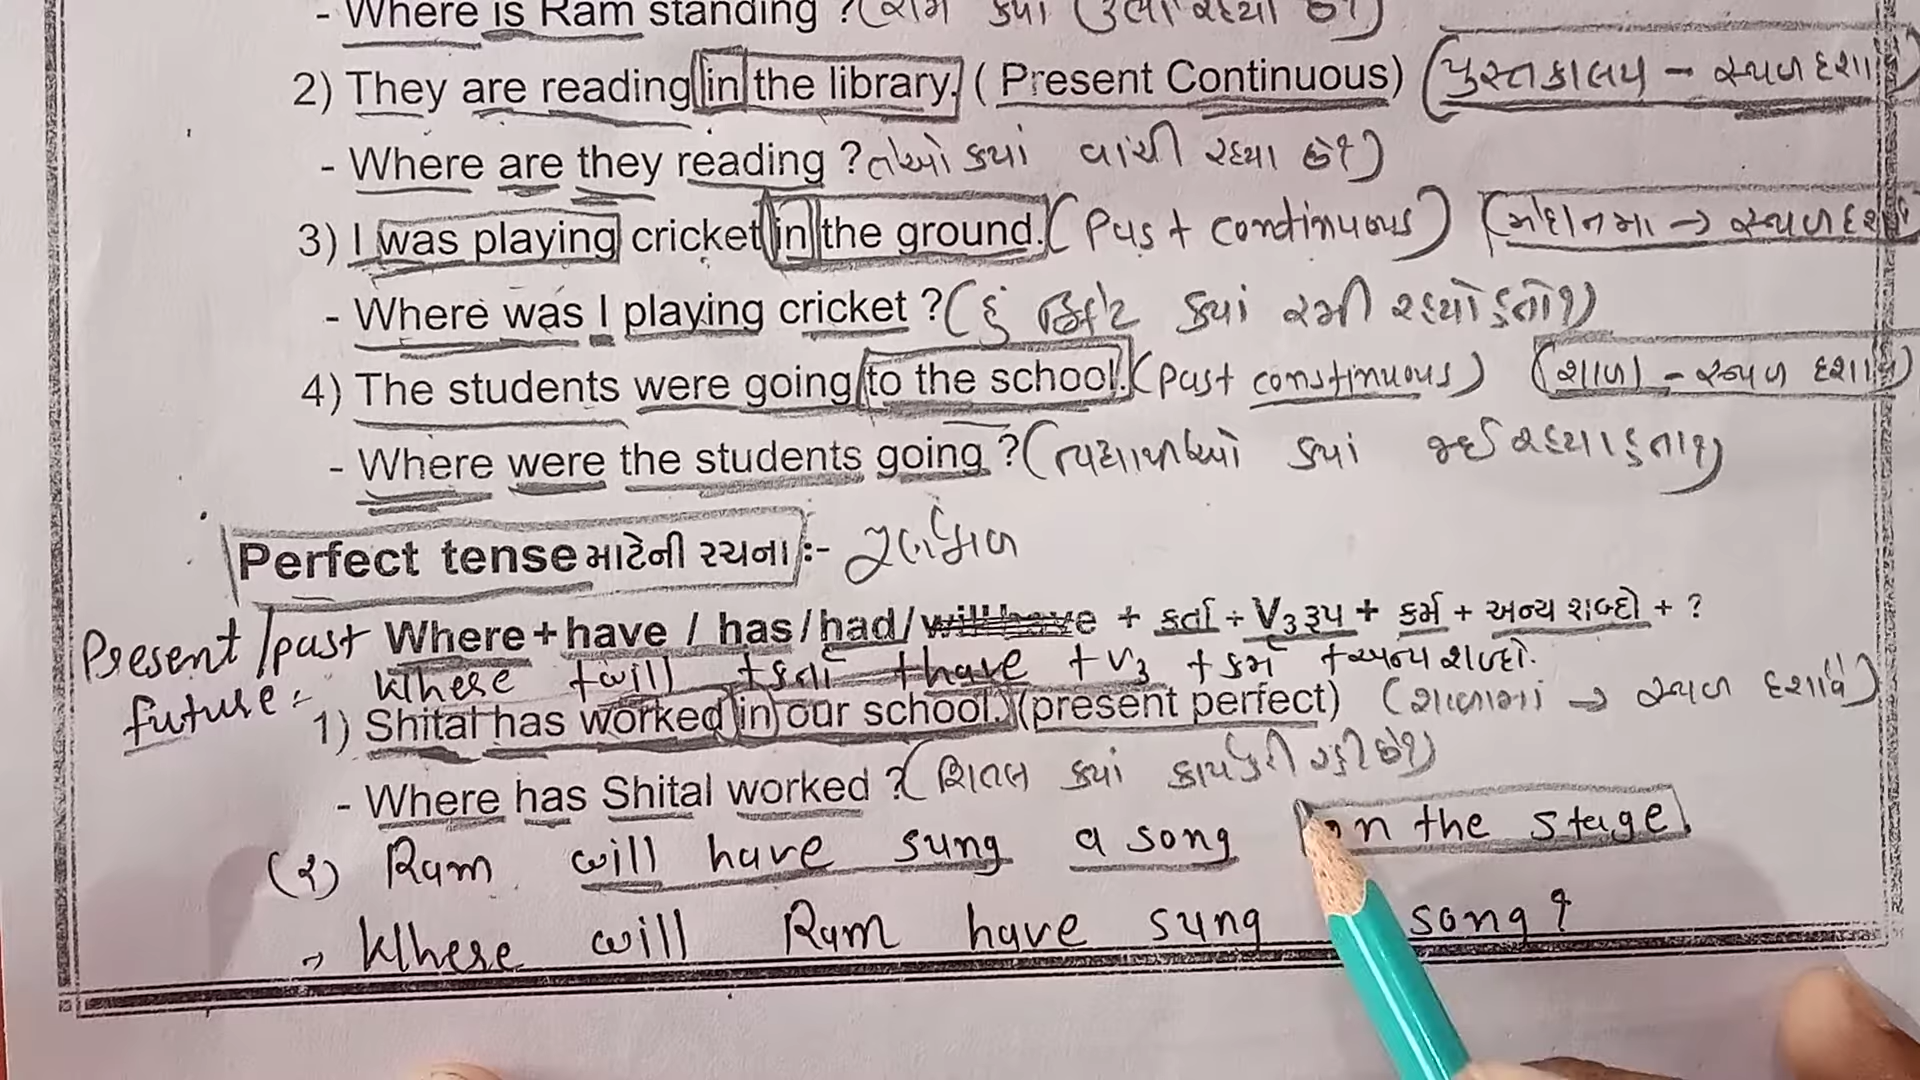 - Where is Ram standing ? (રામ ક્યાં ઉભો રહ્યો છે?)
2) They are reading in the library. ( Present Continuous) (પુસ્તકાલય - સ્થળ દર્શાવે)
- Where are they reading ? તેઓ ક્યાં વાંચી રહ્યા છે?)
3) I was playing cricket in the ground. (Past continuous) (મેદાનમાં → સ્થળ દર્શાવે
- Where was I playing cricket ? (હું ક્રિકેટ ક્યાં રમી રહ્યો હતો?)
4) The students were going to the school. (Past constinuous) (શાળા - સ્થળ દર્શાવે)
- Where were the students going ? (વિદ્યાર્થીઓ ક્યાં જઈ રહ્યા હતા?)
Perfect tense માટેની રચના :-
Present / past Where + have / has / had / will have + કર્તા + V3 રૂપ + કર્મ + અન્ય શબ્દો + ?
future :- Where + will + કર્તા + have + V3 + કર્મ + અન્ય શબ્દો.
1) Shital has worked in our school. (present perfect) (શાળામાં → સ્થળ દર્શાવે)
- Where has Shital worked ? (શિતલ ક્યાં કાર્ય કરી રહી છે?)
(૨) Ram will have sung a song on the stage.
→ Where will Ram have sung song?